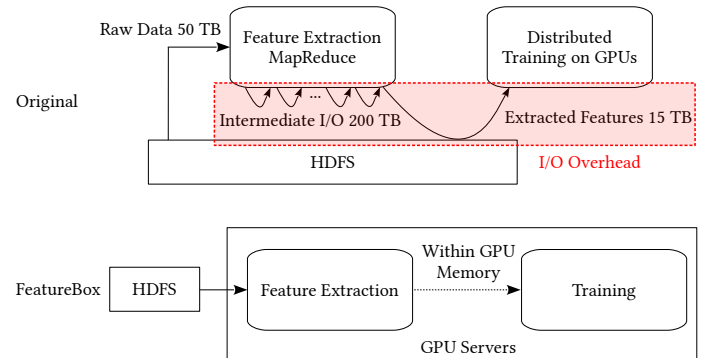 Raw Data 50 TB
Feature Extraction
MapReduce
Distributed
Training on GPUs
Original
...
Intermediate I/O 200 TB
Extracted Features 15 TB
HDFS
I/O Overhead
FeatureBox
HDFS
Feature Extraction
Within GPU
Memory
Training
GPU Servers